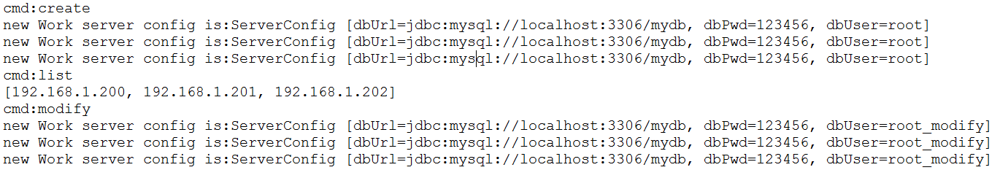 cmd:create
new Work server config is:ServerConfig [dbUrl=jdbc:mysql://localhost:3306/mydb, dbPwd=123456, dbUser=root]
new Work server config is:ServerConfig [dbUrl=jdbc:mysql://localhost:3306/mydb, dbPwd=123456, dbUser=root]
new Work server config is:ServerConfig [dbUrl=jdbc:mysql://localhost:3306/mydb, dbPwd=123456, dbUser=root]
cmd:list
[192.168.1.200, 192.168.1.201, 192.168.1.202]
cmd:modify
new Work server config is:ServerConfig [dbUrl=jdbc:mysql://localhost:3306/mydb, dbPwd=123456, dbUser=root_modify]
new Work server config is:ServerConfig [dbUrl=jdbc:mysql://localhost:3306/mydb, dbPwd=123456, dbUser=root_modify]
new Work server config is:ServerConfig [dbUrl=jdbc:mysql://localhost:3306/mydb, dbPwd=123456, dbUser=root_modify]